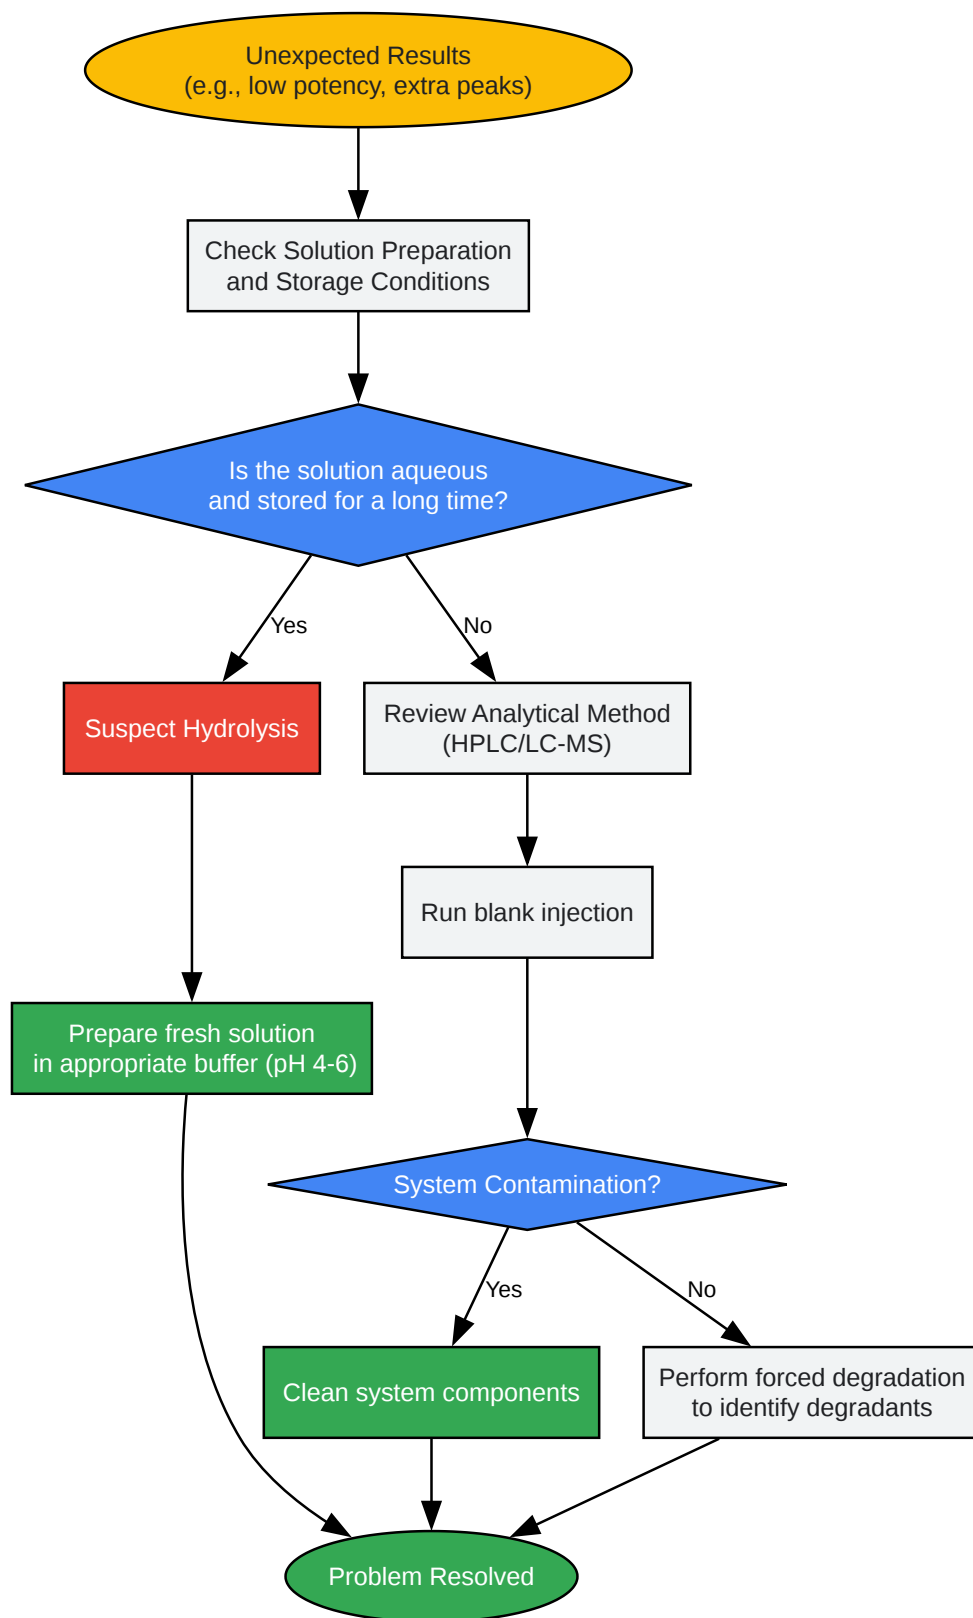 Unexpected Results
(e.g., low potency, extra peaks)
Check Solution Preparation
and Storage Conditions
Is the solution aqueous
and stored for a long time?
Yes
No
Suspect Hydrolysis
Review Analytical Method
(HPLC/LC-MS)
Run blank injection
Prepare fresh solution
in appropriate buffer (pH 4-6)
System Contamination?
Yes
No
Clean system components
Perform forced degradation
to identify degradants
Problem Resolved